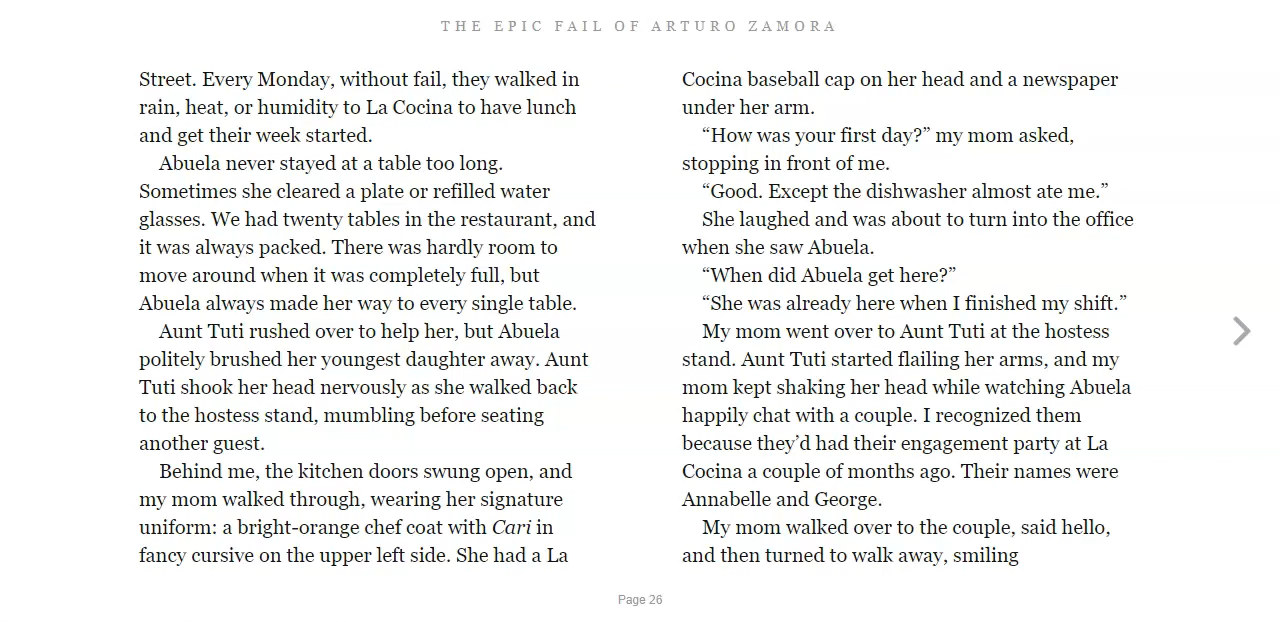 THE EPIC FAIL OF ARTURO ZAMORA
Street. Every Monday, without fail, they walked in
rain, heat, or humidity to La Cocina to have lunch
and get their week started.
Abuela never stayed at a table too long.
Sometimes she cleared a plate or refilled water
glasses. We had twenty tables in the restaurant, and
it was always packed. There was hardly room to
move around when it was completely full, but
Abuela always made her way to every single table.
Aunt Tuti rushed over to help her, but Abuela
politely brushed her youngest daughter away. Aunt
Tuti shook her head nervously as she walked back
to the hostess stand, mumbling before seating
another guest.
Behind me, the kitchen doors swung open, and
my mom walked through, wearing her signature
uniform: a bright-orange chef coat with Cari in
fancy cursive on the upper left side. She had a La
Cocina baseball cap on her head and a newspaper
under her arm.
“How was your first day?” my mom asked,
stopping in front of me.
“Good. Except the dishwasher almost ate me.”
She laughed and was about to turn into the office
when she saw Abuela.
“When did Abuela get here?”
“She was already here when I finished my shift.”
My mom went over to Aunt Tuti at the hostess
stand. Aunt Tuti started flailing her arms, and my
mom kept shaking her head while watching Abuela
happily chat with a couple. I recognized them
because they’d had their engagement party at La
Cocina a couple of months ago. Their names were
Annabelle and George.
My mom walked over to the couple, said hello,
and then turned to walk away, smiling
Page 26